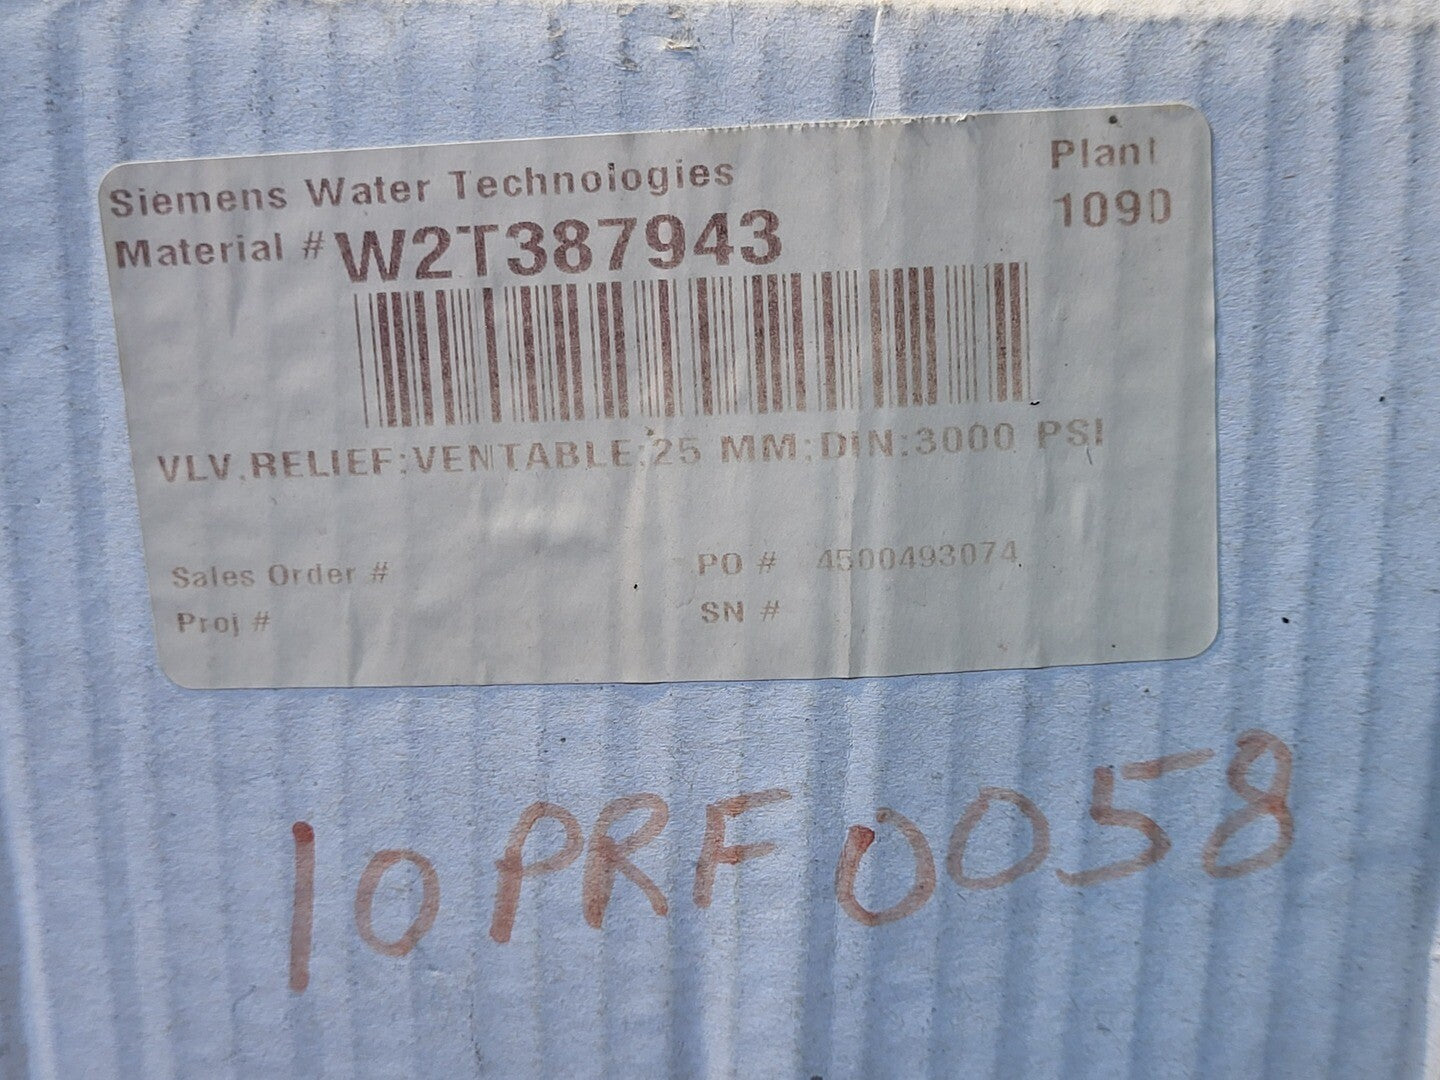 Siemens Water Technologies
Plant
1090
Material # W2T387943
VLV,RELIEF:VENTABLE:25 MM:DIN:3000 PSI
Sales Order #
PO # 4500493074
Proj #
SN #
10PRF0058